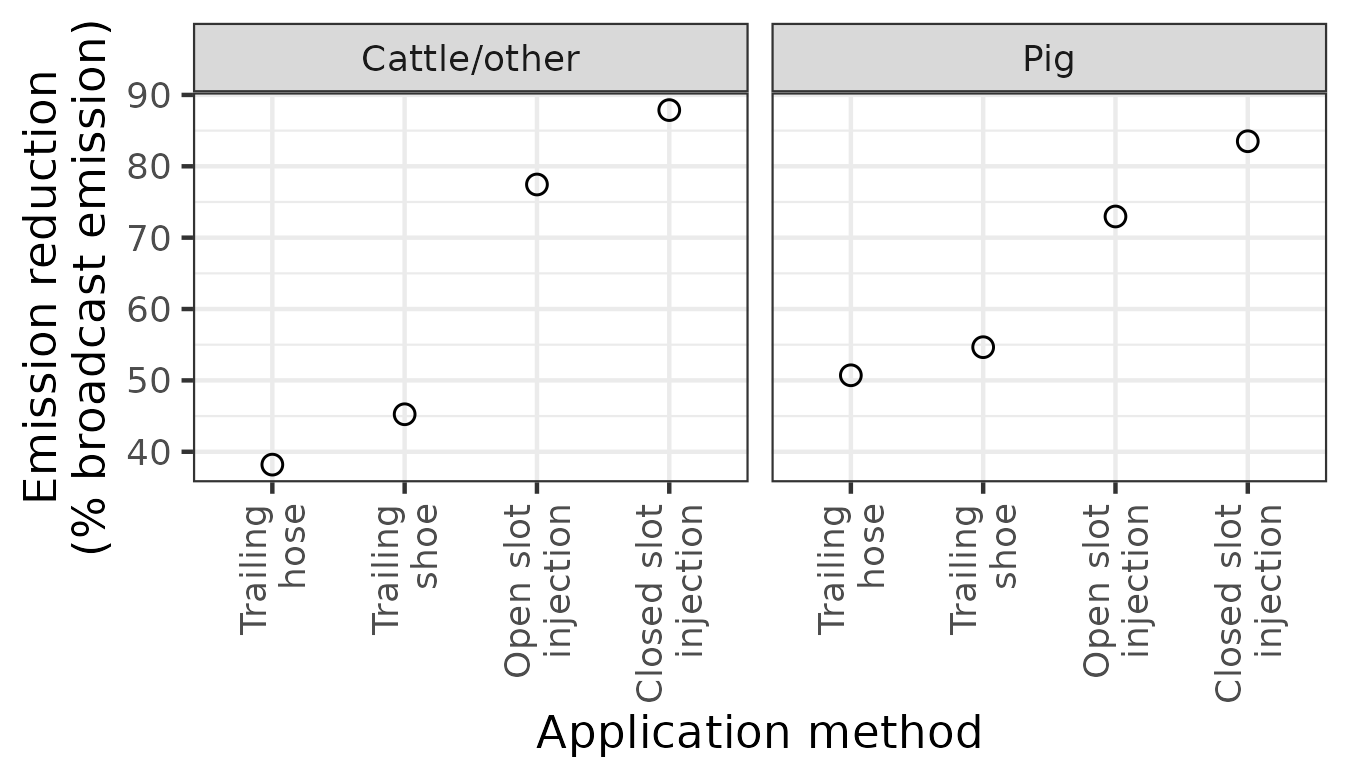 Cattle/other
Pig
Emission reduction
(% broadcast emission)
90
80
70
60
50
40
Trailing
hose
Trailing
shoe
Open slot
injection
Closed slot
injection
Trailing
hose
Trailing
shoe
Open slot
injection
Closed slot
injection
Application method